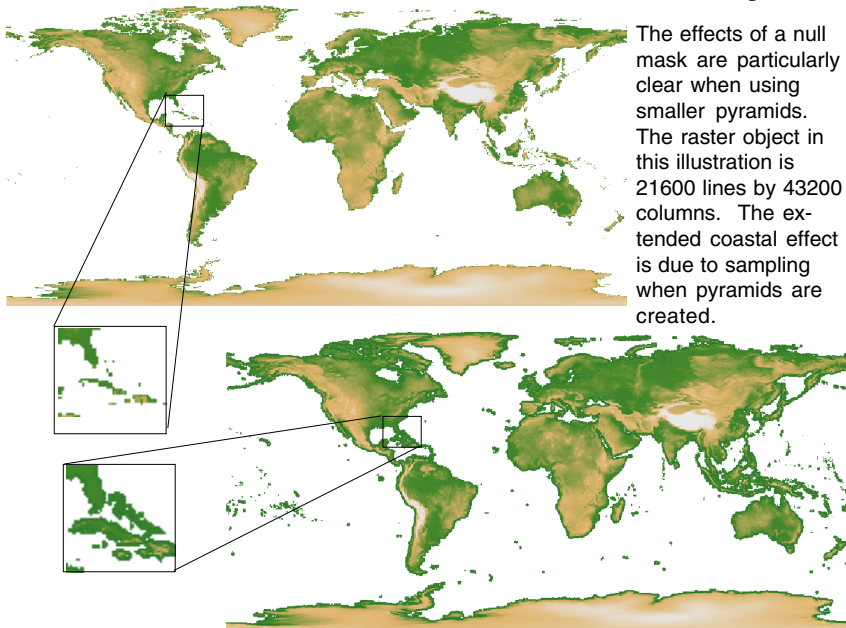 The effects of a null
mask are particularly
clear when using
smaller pyramids.
The raster object in
this illustration is
21600 lines by 43200
columns.  The ex-
tended coastal effect
is due to sampling
when pyramids are
created.